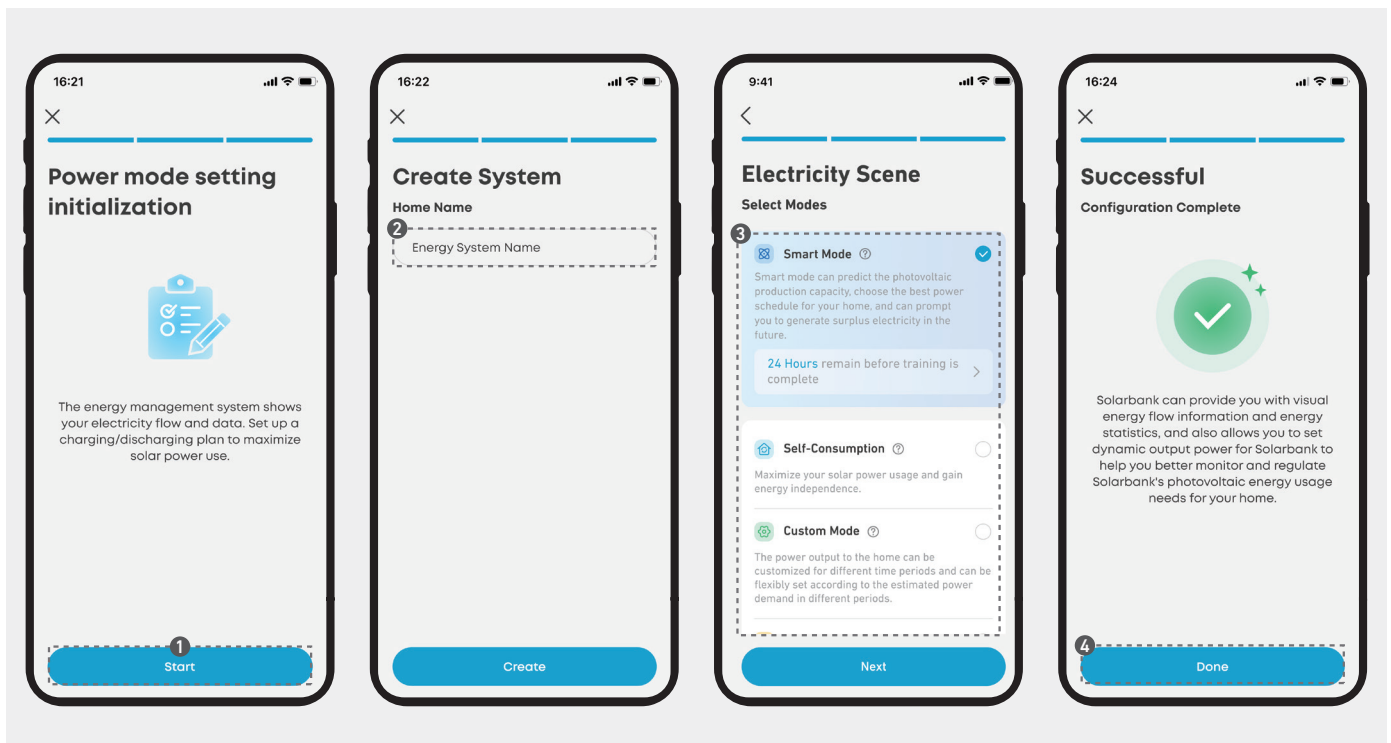 16:21
Power mode setting
initialization
The energy management system shows
your electricity flow and data. Set up a
charging/discharging plan to maximize
solar power use.
1
Start
16:22
Create System
Home Name
2
Energy System Name
Create
9:41
Electricity Scene
Select Modes
3
Smart Mode ?
Smart mode can predict the photovoltaic
production capacity, choose the best power
schedule for your home, and can prompt
you to generate surplus electricity in the
future.
24 Hours remain before training is
complete
Self-Consumption ?
Maximize your solar power usage and gain
energy independence.
Custom Mode ?
The power output to the home can be
customized for different time periods and can be
flexibly set according to the estimated power
demand in different periods.
Next
16:24
Successful
Configuration Complete
Solarbank can provide you with visual
energy flow information and energy
statistics, and also allows you to set
dynamic output power for Solarbank to
help you better monitor and regulate
Solarbank's photovoltaic energy usage
needs for your home.
4
Done